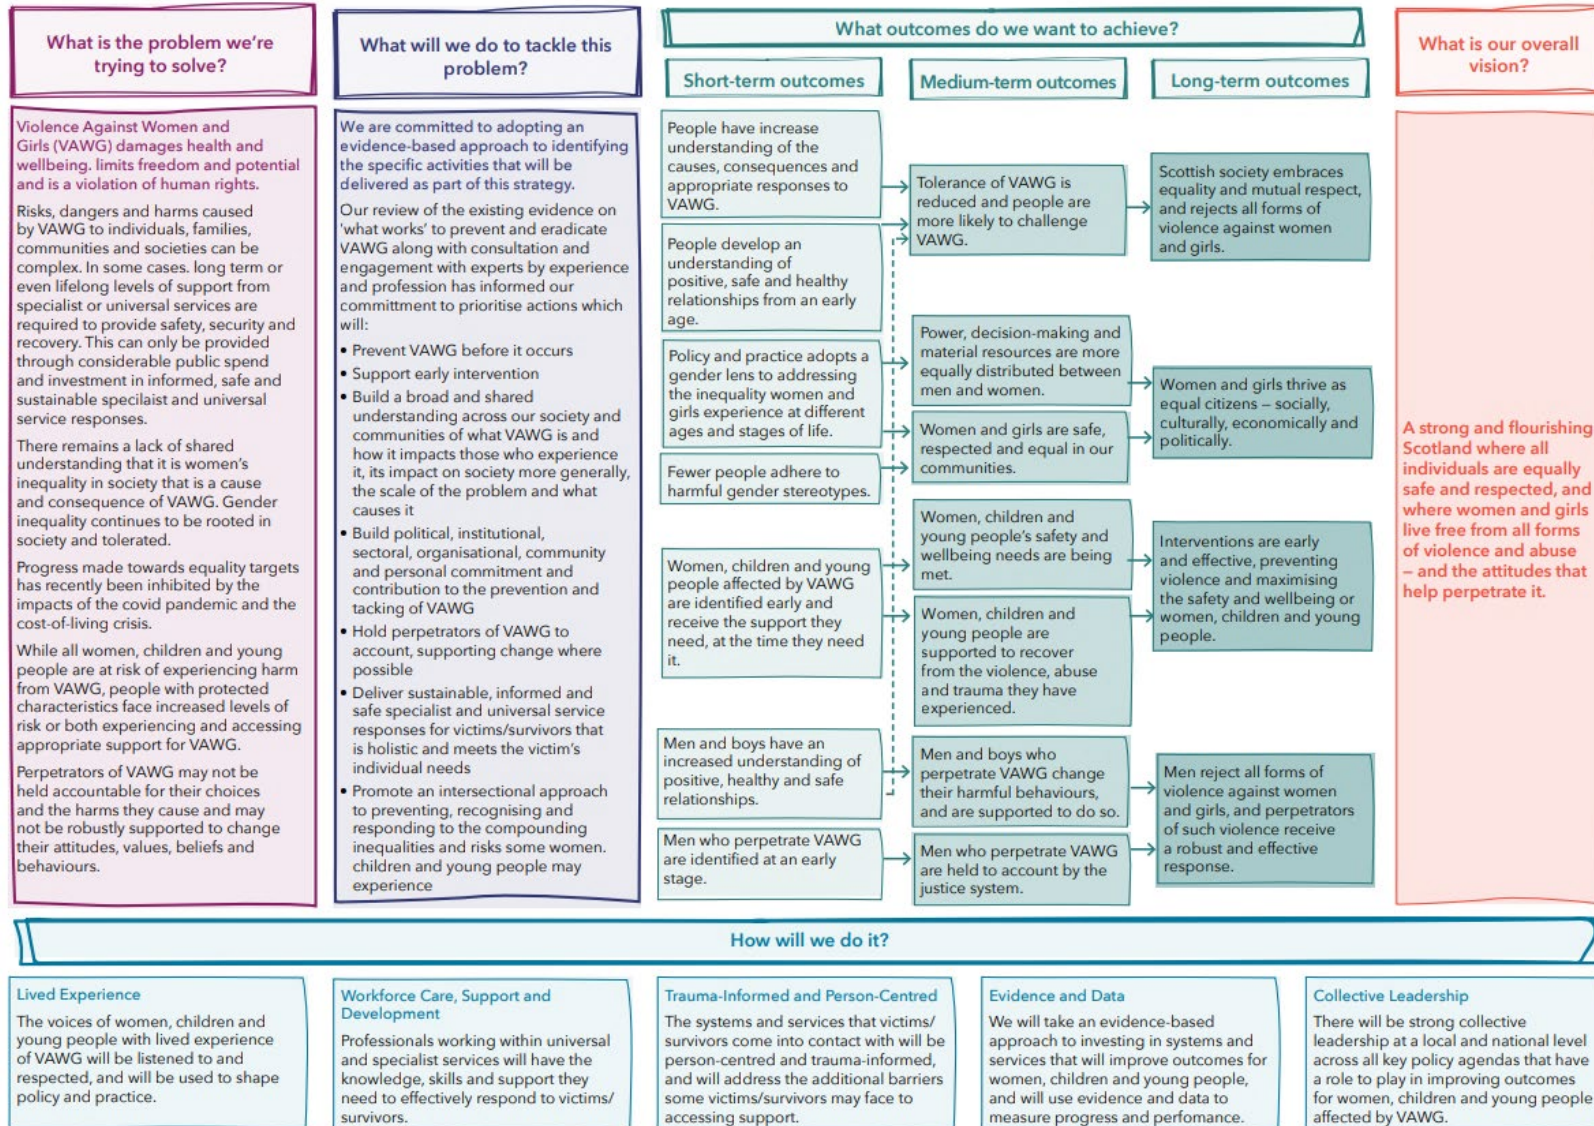 What is the problem we're
trying to solve?
Violence Against Women and
Girls (VAWG) damages health and
wellbeing. limits freedom and potential
and is a violation of human rights.
Risks, dangers and harms caused
by VAWG to individuals, families,
communities and societies can be
complex. In some cases. long term or
even lifelong levels of support from
specialist or universal services are
required to provide safety, security and
recovery. This can only be provided
through considerable public spend
and investment in informed, safe and
sustainable specilaist and universal
service responses.
There remains a lack of shared
understanding that it is women's
inequality in society that is a cause
and consequence of VAWG. Gender
inequality continues to be rooted in
society and tolerated.
Progress made towards equality targets
has recently been inhibited by the
impacts of the covid pandemic and the
cost-of-living crisis.
While all women, children and young
people are at risk of experiencing harm
from VAWG, people with protected
characteristics face increased levels of
risk or both experiencing and accessing
appropriate support for VAWG.
Perpetrators of VAWG may not be
held accountable for their choices
and the harms they cause and may
not be robustly supported to change
their attitudes, values, beliefs and
behaviours.
What will we do to tackle this
problem?
We are committed to adopting an
evidence-based approach to identifying
the specific activities that will be
delivered as part of this strategy.
Our review of the existing evidence on
'what works' to prevent and eradicate
VAWG along with consultation and
engagement with experts by experience
and profession has informed our
committment to prioritise actions which
will:
• Prevent VAWG before it occurs
• Support early intervention
• Build a broad and shared
understanding across our society and
communities of what VAWG is and
how it impacts those who experience
it, its impact on society more generally,
the scale of the problem and what
causes it
• Build political, institutional,
sectoral, organisational, community
and personal commitment and
contribution to the prevention and
tacking of VAWG
• Hold perpetrators of VAWG to
account, supporting change where
possible
• Deliver sustainable, informed and
safe specialist and universal service
responses for victims/survivors that
is holistic and meets the victim's
individual needs
• Promote an intersectional approach
to preventing, recognising and
responding to the compounding
inequalities and risks some women.
children and young people may
experience
What outcomes do we want to achieve?
Short-term outcomes
People have increase
understanding of the
causes, consequences and
appropriate responses to
VAWG.
People develop an
understanding of
positive, safe and healthy
relationships from an early
age.
Policy and practice adopts a
gender lens to addressing
the inequality women and
girls experience at different
ages and stages of life.
Fewer people adhere to
harmful gender stereotypes.
Women, children and young
people affected by VAWG
are identified early and
receive the support they
need, at the time they need
it.
Men and boys have an
increased understanding of
positive, healthy and safe
relationships.
Men who perpetrate VAWG
are identified at an early
stage.
Medium-term outcomes
Tolerance of VAWG is
reduced and people are
more likely to challenge
VAWG.
Power, decision-making and
material resources are more
equally distributed between
men and women.
Women and girls are safe,
respected and equal in our
communities.
Women, children and
young people's safety and
wellbeing needs are being
met.
Women, children and
young people are
supported to recover
from the violence, abuse
and trauma they have
experienced.
Men and boys who
perpetrate VAWG change
their harmful behaviours,
and are supported to do so.
Men who perpetrate VAWG
are held to account by the
justice system.
Long-term outcomes
Scottish society embraces
equality and mutual respect,
and rejects all forms of
violence against women
and girls.
Women and girls thrive as
equal citizens – socially,
culturally, economically and
politically.
Interventions are early
and effective, preventing
violence and maximising
the safety and wellbeing or
women, children and young
people.
Men reject all forms of
violence against women
and girls, and perpetrators
of such violence receive
a robust and effective
response.
What is our overall
vision?
A strong and flourishing
Scotland where all
individuals are equally
safe and respected, and
where women and girls
live free from all forms
of violence and abuse
– and the attitudes that
help perpetrate it.
How will we do it?
Lived Experience
The voices of women, children and
young people with lived experience
of VAWG will be listened to and
respected, and will be used to shape
policy and practice.
Workforce Care, Support and
Development
Professionals working within universal
and specialist services will have the
knowledge, skills and support they
need to effectively respond to victims/
survivors.
Trauma-Informed and Person-Centred
The systems and services that victims/
survivors come into contact with will be
person-centred and trauma-informed,
and will address the additional barriers
some victims/survivors may face to
accessing support.
Evidence and Data
We will take an evidence-based
approach to investing in systems and
services that will improve outcomes for
women, children and young people,
and will use evidence and data to
measure progress and perfomance.
Collective Leadership
There will be strong collective
leadership at a local and national level
across all key policy agendas that have
a role to play in improving outcomes
for women, children and young people
affected by VAWG.